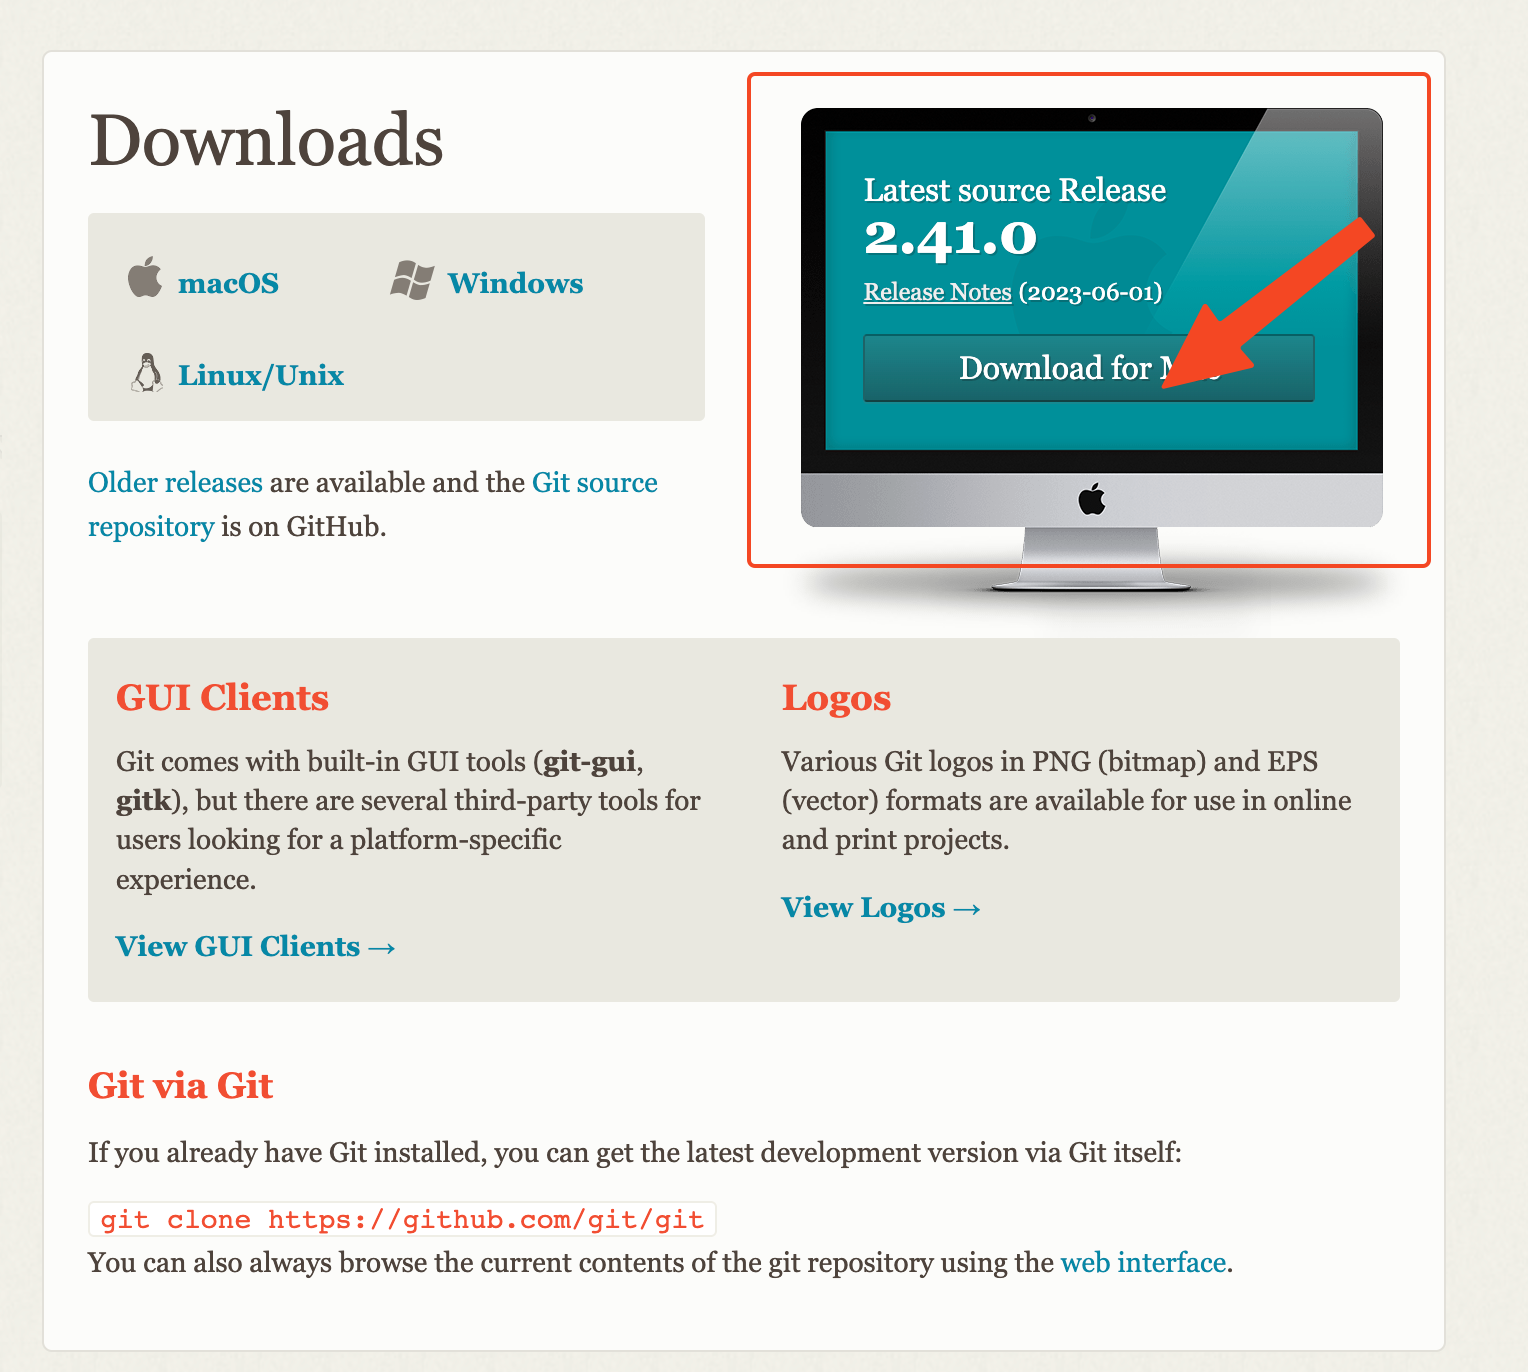 Downloads
macOS
Windows
Linux/Unix
Older releases are available and the Git source
repository is on GitHub.
Latest source Release
2.41.0
Release Notes (2023-06-01)
Download for
GUI Clients
Git comes with built-in GUI tools (git-gui,
gitk), but there are several third-party tools for
users looking for a platform-specific
experience.
View GUI Clients →
Logos
Various Git logos in PNG (bitmap) and EPS
(vector) formats are available for use in online
and print projects.
View Logos →
Git via Git
If you already have Git installed, you can get the latest development version via Git itself:
git clone https://github.com/git/git
You can also always browse the current contents of the git repository using the web interface.